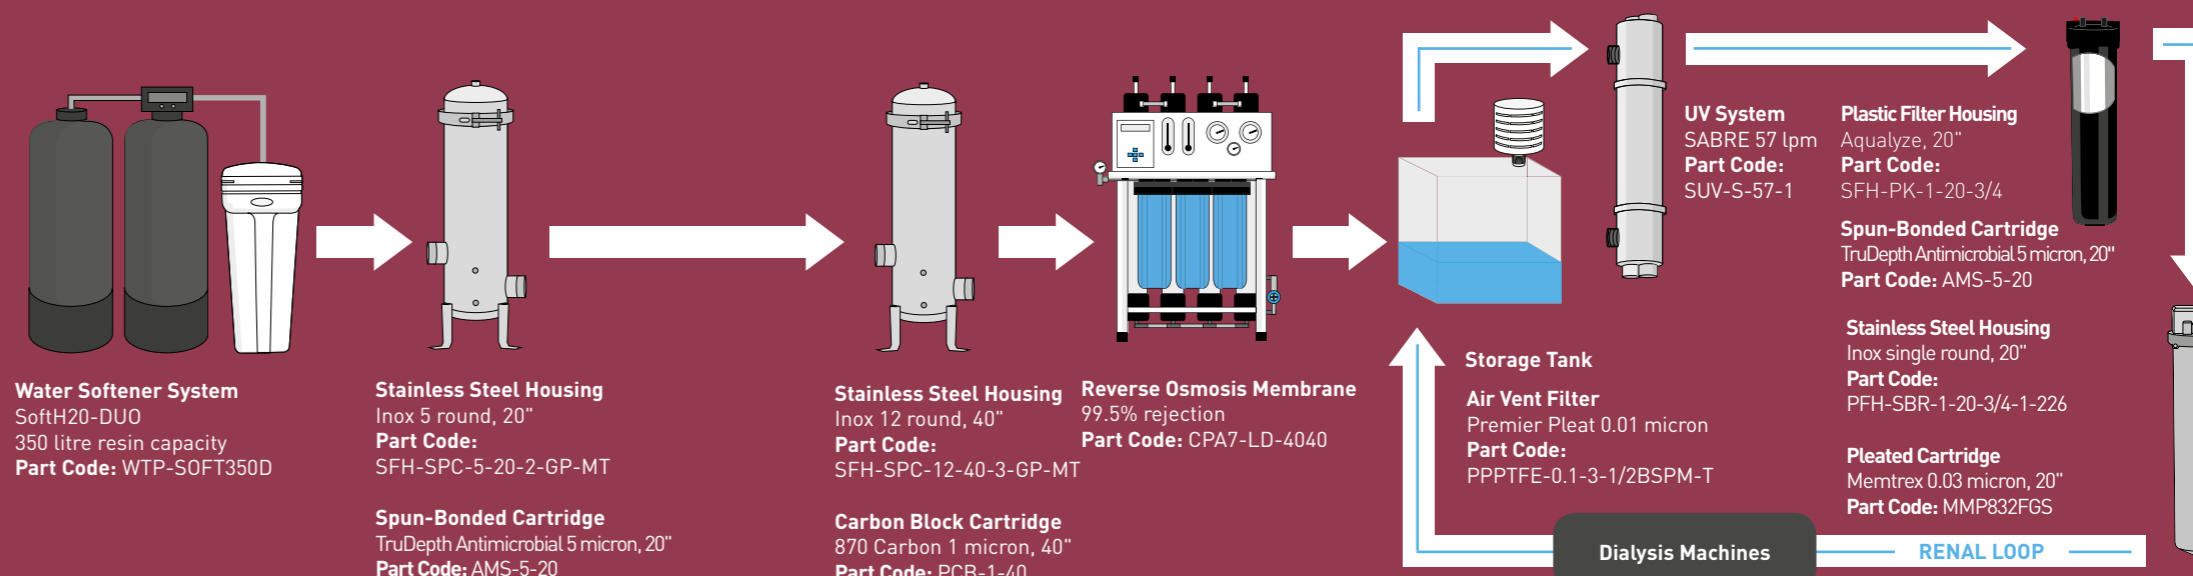 Water Softener System
SoftH20-DUO
350 litre resin capacity
Part Code: WTP-SOFT350D
Stainless Steel Housing
Inox 5 round, 20"
Part Code:
SFH-SPC-5-20-2-GP-MT
Spun-Bonded Cartridge
TruDepth Antimicrobial 5 micron, 20"
Part Code: AMS-5-20
Stainless Steel Housing
Inox 12 round, 40"
Part Code:
SFH-SPC-12-40-3-GP-MT
Carbon Block Cartridge
870 Carbon 1 micron, 40"
Part Code: PCB-1-40
Reverse Osmosis Membrane
99.5% rejection
Part Code: CPA7-LD-4040
Storage Tank
Air Vent Filter
Premier Pleat 0.01 micron
Part Code:
PPPTFE-0.1-3-1/2BSPM-T
UV System
SABRE 57 lpm
Part Code:
SUV-S-57-1
Plastic Filter Housing
Aqualyze, 20"
Part Code:
SFH-PK-1-20-3/4
Spun-Bonded Cartridge
TruDepth Antimicrobial 5 micron, 20"
Part Code: AMS-5-20
Stainless Steel Housing
Inox single round, 20"
Part Code:
PFH-SBR-1-20-3/4-1-226
Pleated Cartridge
Memtrex 0.03 micron, 20"
Part Code: MMP832FGS
Dialysis Machines
RENAL LOOP